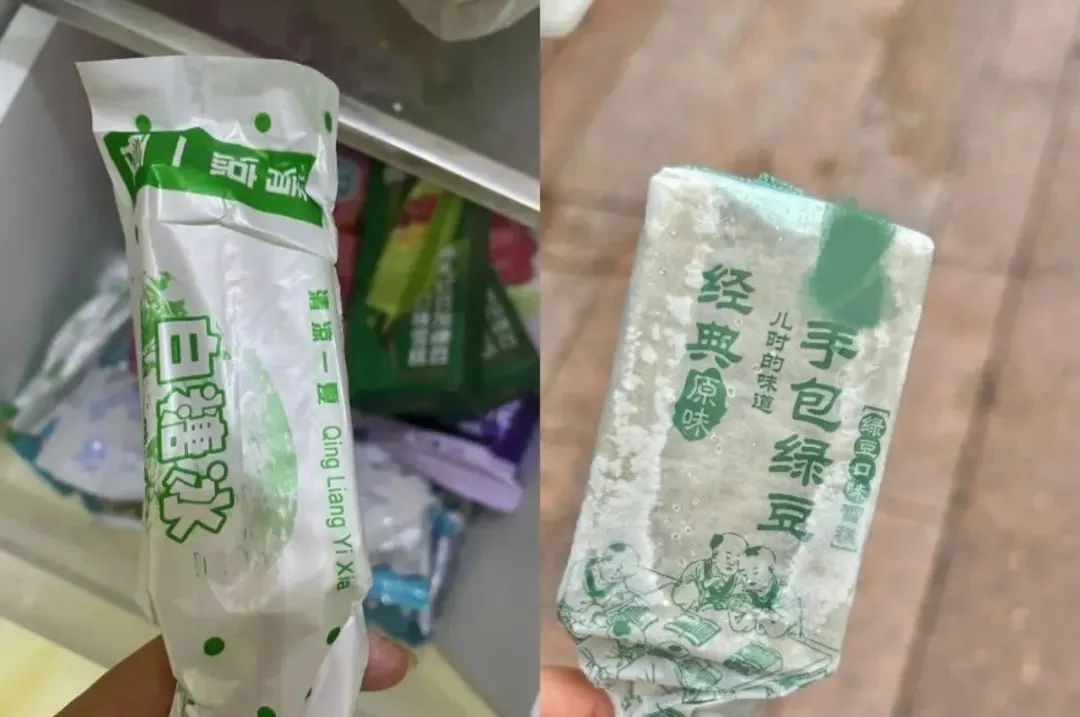 清凉一
白糖冰
清凉一夏 Qing Liang Yi Xia
手包绿豆
儿时的味道
经典
原味
【绿豆口味雪糕】